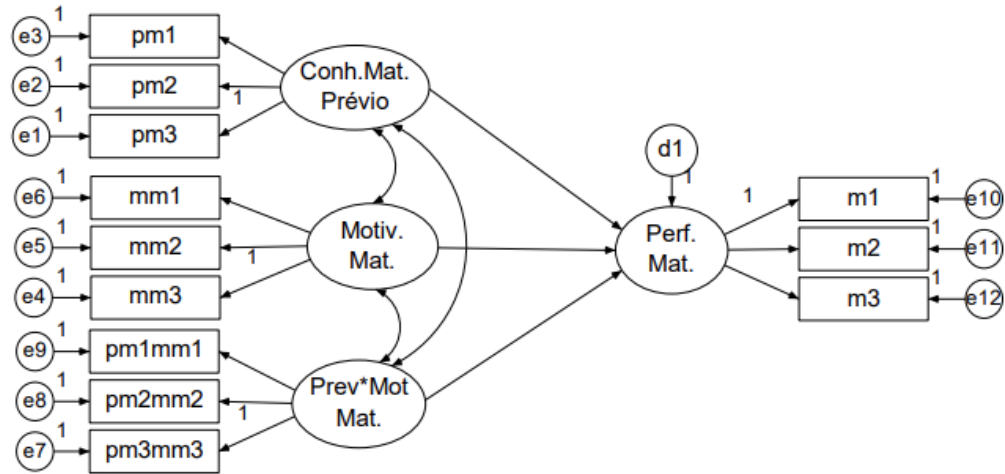 1
e3
pm1
1
e2
pm2
1
e1
pm3
1
Conh.Mat.
Prévio
1
e6
mm1
1
e5
mm2
1
e4
mm3
1
Motiv.
Mat.
1
e9
pm1mm1
1
e8
pm2mm2
1
e7
pm3mm3
1
Prev*Mot
Mat.
d1
1
Perf.
Mat.
1
m1
1
e10
m2
1
e11
m3
1
e12